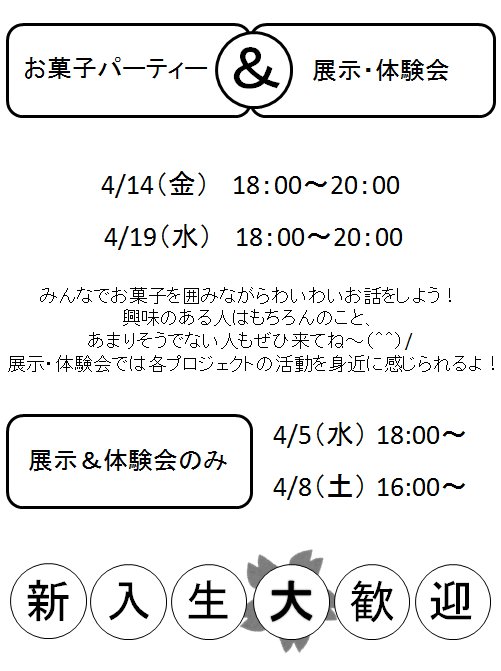 お菓子パーティー & 展示・体験会
4/14（金） 18：00～20：00
4/19（水） 18：00～20：00
みんなでお菓子を囲みながらわいわいお話をしよう！
興味のある人はもちろんのこと、
あまりそうでない人もぜひ来てね～（^^）/
展示・体験会では各プロジェクトの活動を身近に感じられるよ！
展示＆体験会のみ
4/5（水） 18:00～
4/8（土） 16:00～
新入生大歓迎